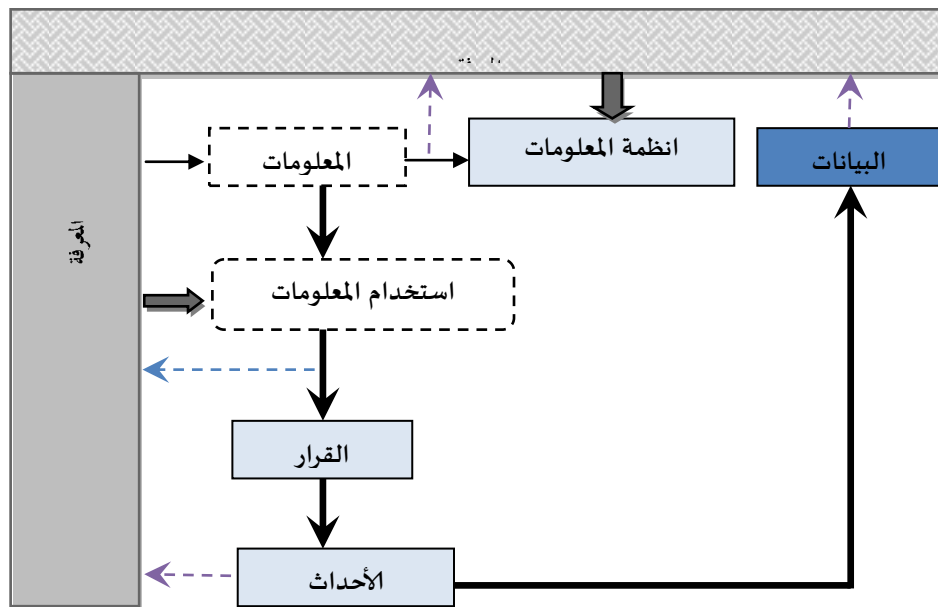 انظمة المعلومات
البيانات
المعلومات
المعرفة
استخدام المعلومات
القرار
الأحداث